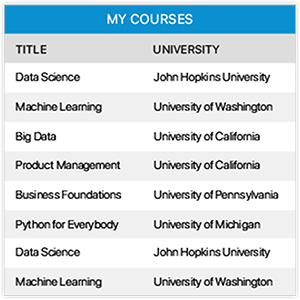 MY COURSES
TITLE UNIVERSITY
Data Science John Hopkins University
Machine Learning University of Washington
Big Data University of California
Product Management University of California
Business Foundations University of Pennsylvania
Python for Everybody University of Michigan
Data Science John Hopkins University
Machine Learning University of Washington